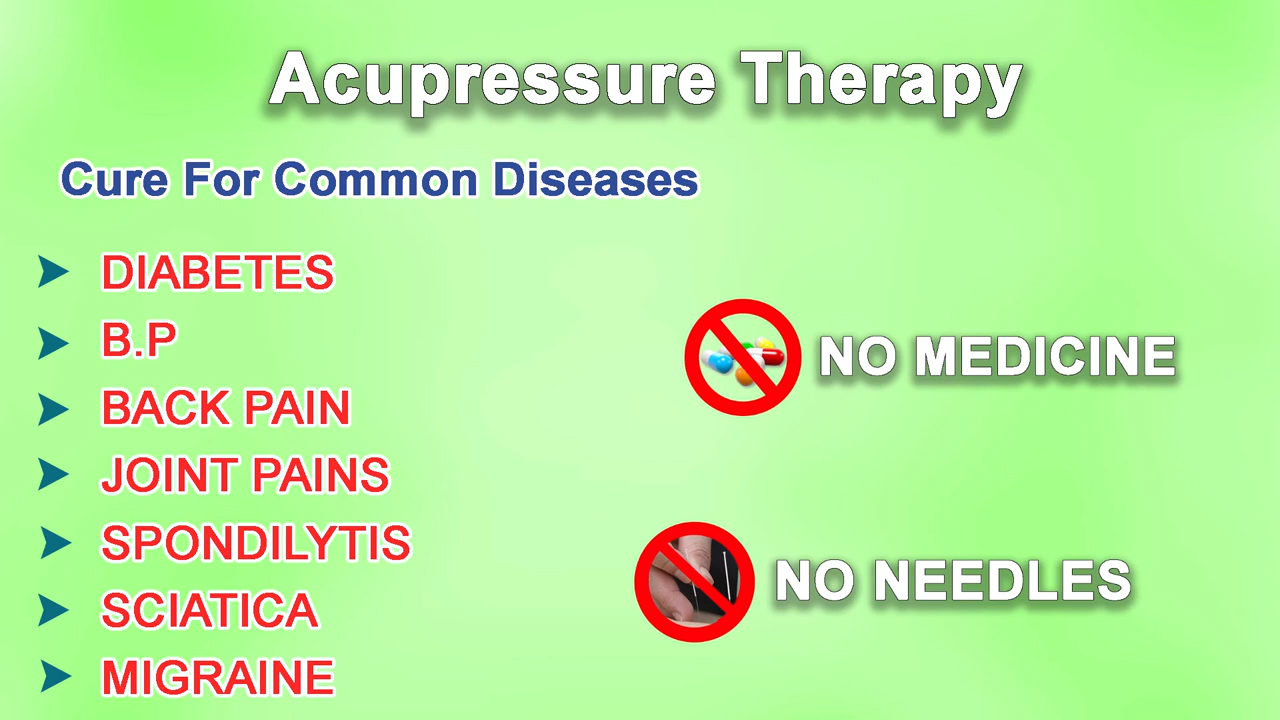 Acupressure Therapy
Cure For Common Diseases
DIABETES
B.P
BACK PAIN
JOINT PAINS
SPONDILYTIS
SCIATICA
MIGRAINE
NO MEDICINE
NO NEEDLES